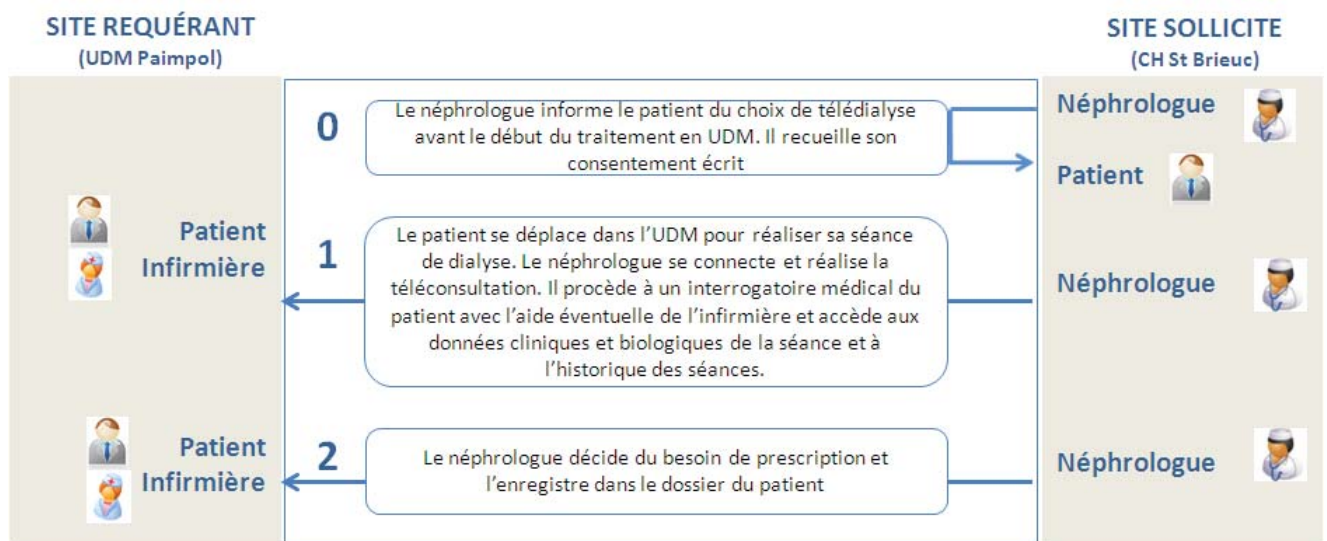 SITE REQUÉRANT
(UDM Paimpol)
SITE SOLLICITE
(CH St Brieuc)
0
Le néphrologue informe le patient du choix de télédialyse
avant le début du traitement en UDM. Il recueille son
consentement écrit
Néphrologue
Patient
Patient
Infirmière
1
Le patient se déplace dans l’UDM pour réaliser sa séance
de dialyse. Le néphrologue se connecte et réalise la
téléconsultation. Il procède à un interrogatoire médical du
patient avec l’aide éventuelle de l’infirmière et accède aux
données cliniques et biologiques de la séance et à
l’historique des séances.
Néphrologue
Patient
Infirmière
2
Le néphrologue décide du besoin de prescription et
l’enregistre dans le dossier du patient
Néphrologue